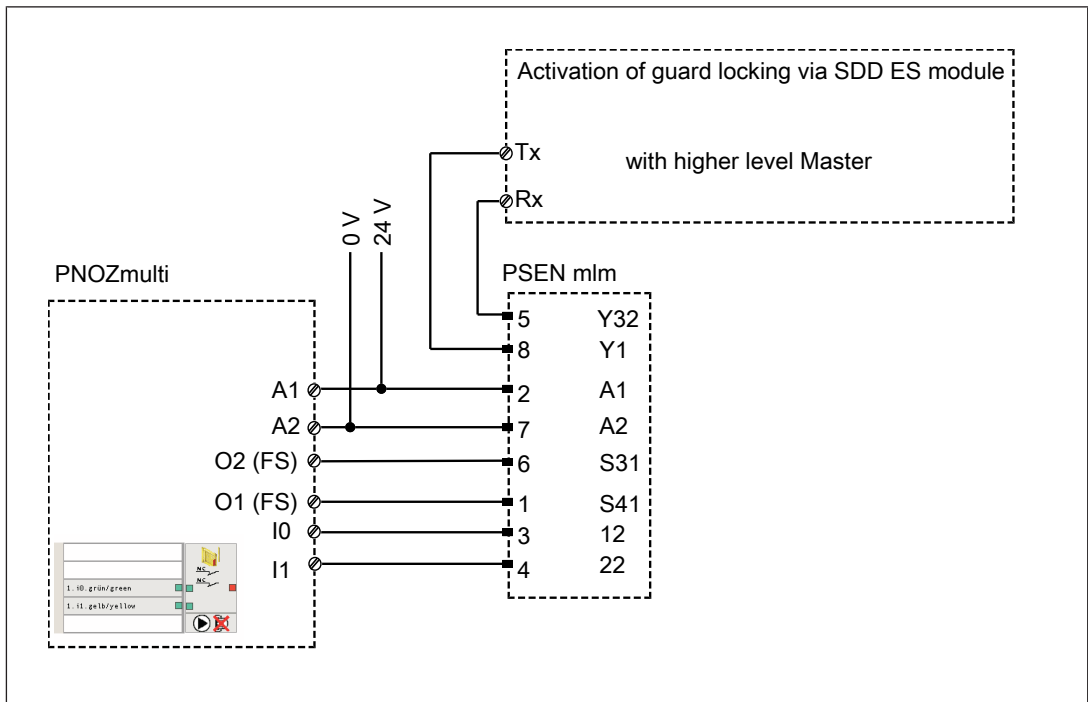 Activation of guard locking via SDD ES module
Tx
with higher level Master
Rx
0 V
24 V
PNOZmulti
PSEN mlm
5 Y32
8 Y1
A1
2 A1
A2
7 A2
O2 (FS)
6 S31
O1 (FS)
1 S41
I0
3 12
I1
4 22
NC
NC
1.i0.grün/green
1.i1.gelb/yellow